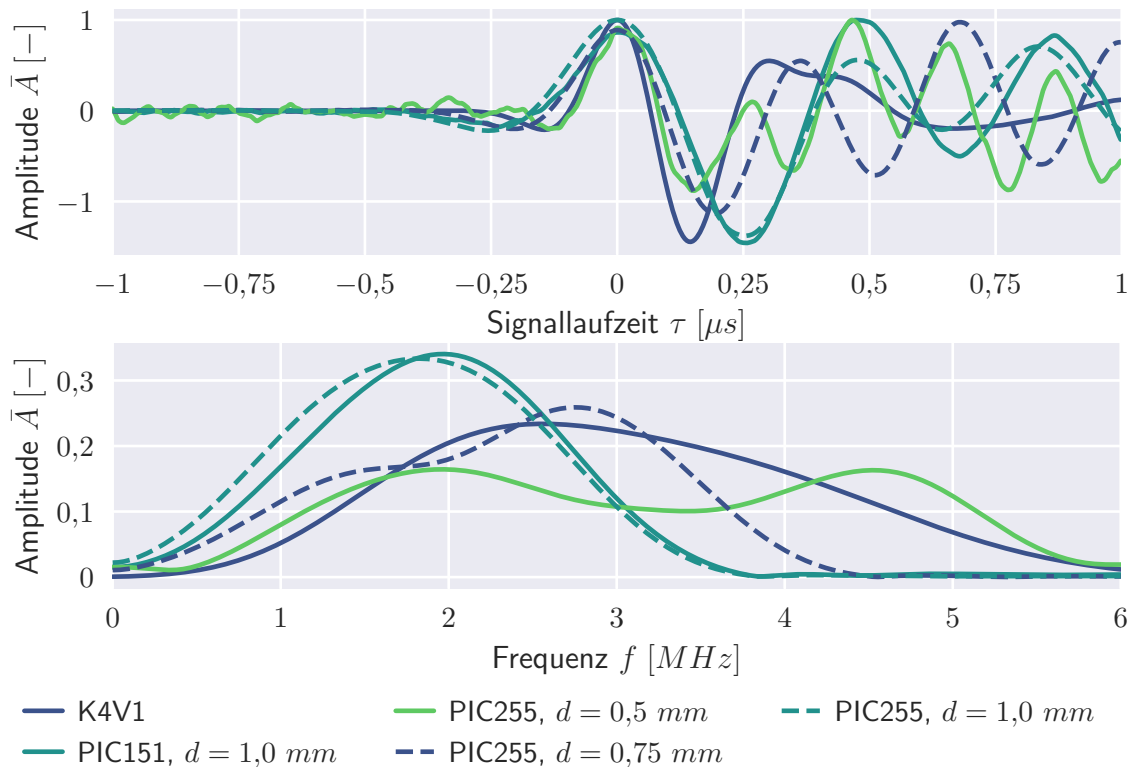 Amplitude Ā [−]
1
0
−1
−1 −0,75 −0,5 −0,25 0 0,25 0,5 0,75 1
Signallaufzeit τ [μs]
Amplitude Ā [−]
0,3
0,2
0,1
0
0 1 2 3 4 5 6
Frequenz f [MHz]
K4V1 PIC255, d = 0,5 mm PIC255, d = 1,0 mm
PIC151, d = 1,0 mm PIC255, d = 0,75 mm